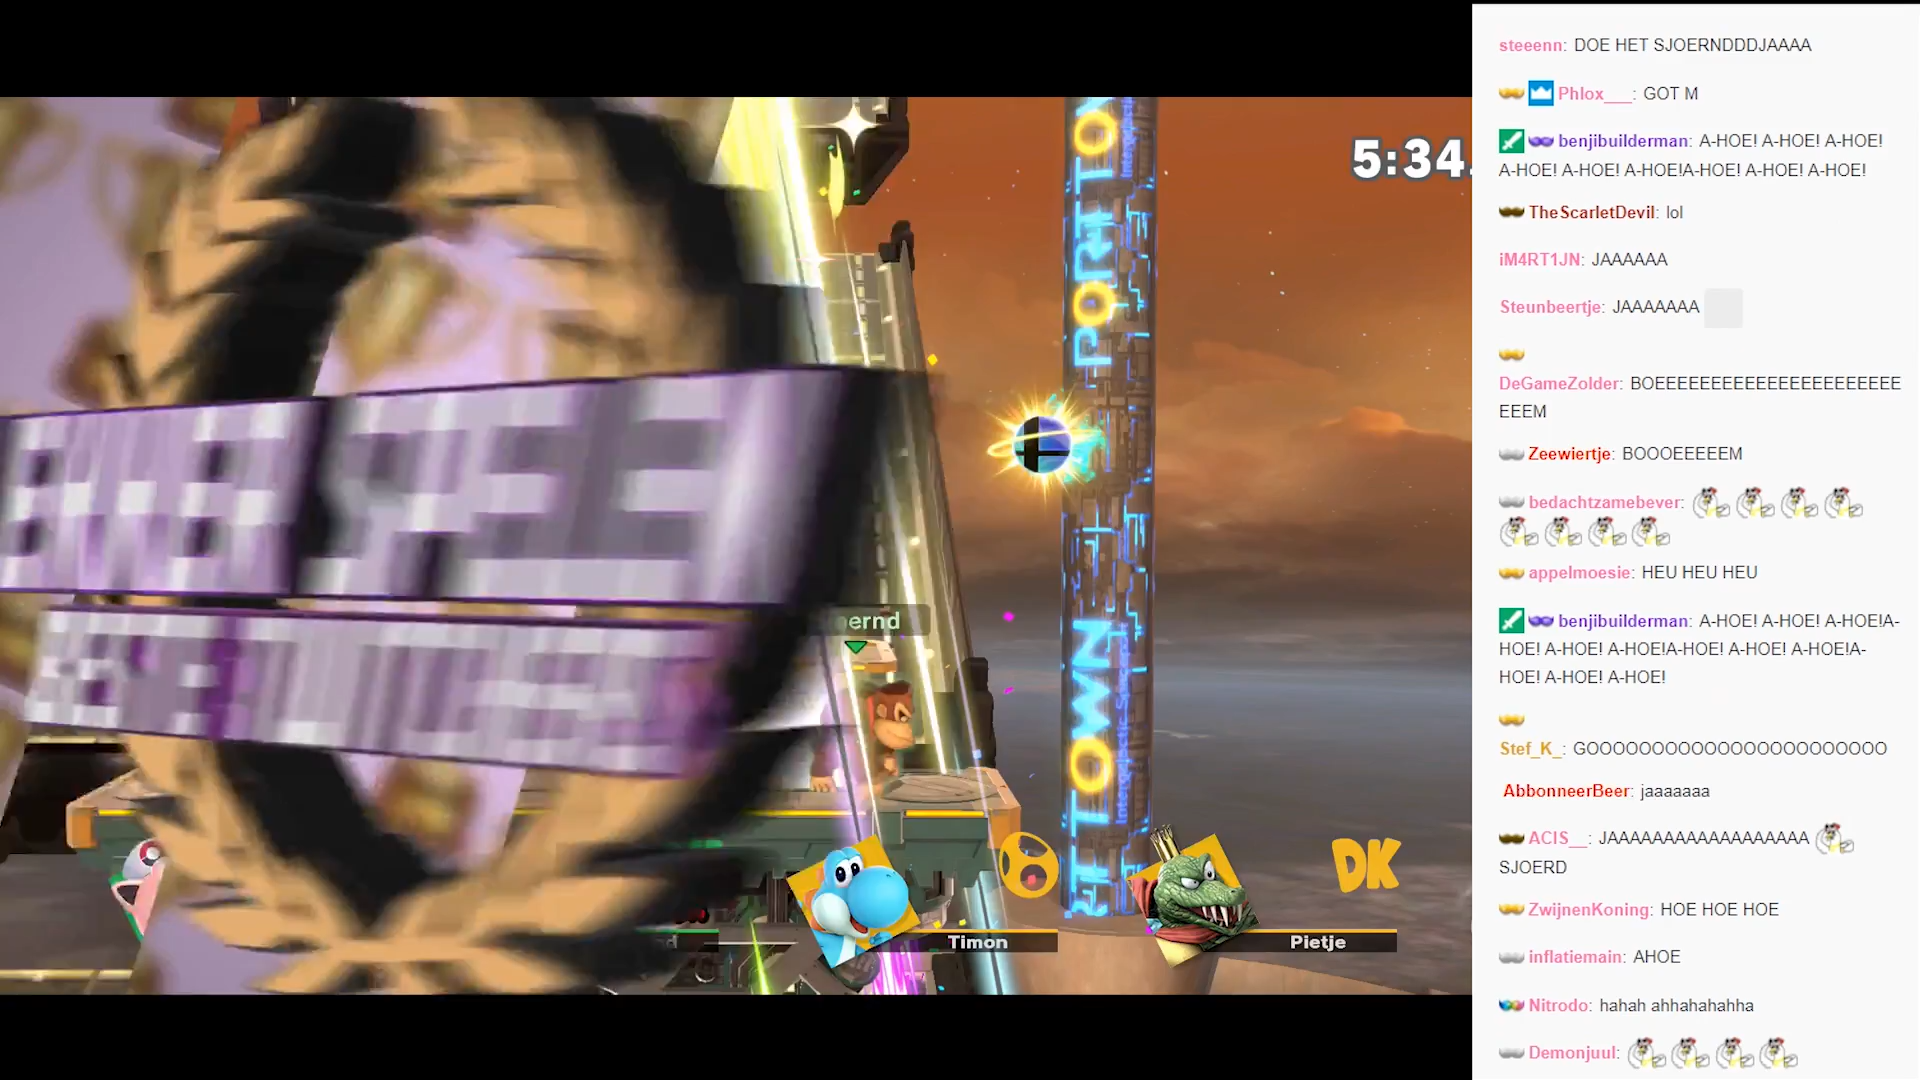 steeenn: DOE HET SJOERNDDDJAAAA
Phlox___: GOT M
benjibuilderman: A-HOE! A-HOE! A-HOE!
A-HOE! A-HOE! A-HOE!A-HOE! A-HOE! A-HOE!
TheScarletDevil: lol
iM4RT1JN: JAAAAAA
Steunbeertje: JAAAAAAA
DeGameZolder: BOEEEEEEEEEEEEEEEEEEEEEE
EEEM
Zeewiertje: BOOOEEEEEM
bedachtzamebever:
appelmoesie: HEU HEU HEU
benjibuilderman: A-HOE! A-HOE! A-HOE!A-
HOE! A-HOE! A-HOE!A-HOE! A-HOE! A-HOE!A-
HOE! A-HOE! A-HOE!
Stef_K_: GOOOOOOOOOOOOOOOOOOOOOOO
AbbonneerBeer: jaaaaaaa
ACIS__: JAAAAAAAAAAAAAAAAAA
SJOERD
ZwijnenKoning: HOE HOE HOE
inflatiemain: AHOE
Nitrodo: hahah ahhahahahha
Demonjuul:
5:34.
PORT TOWN
DK
Timon
Pietje